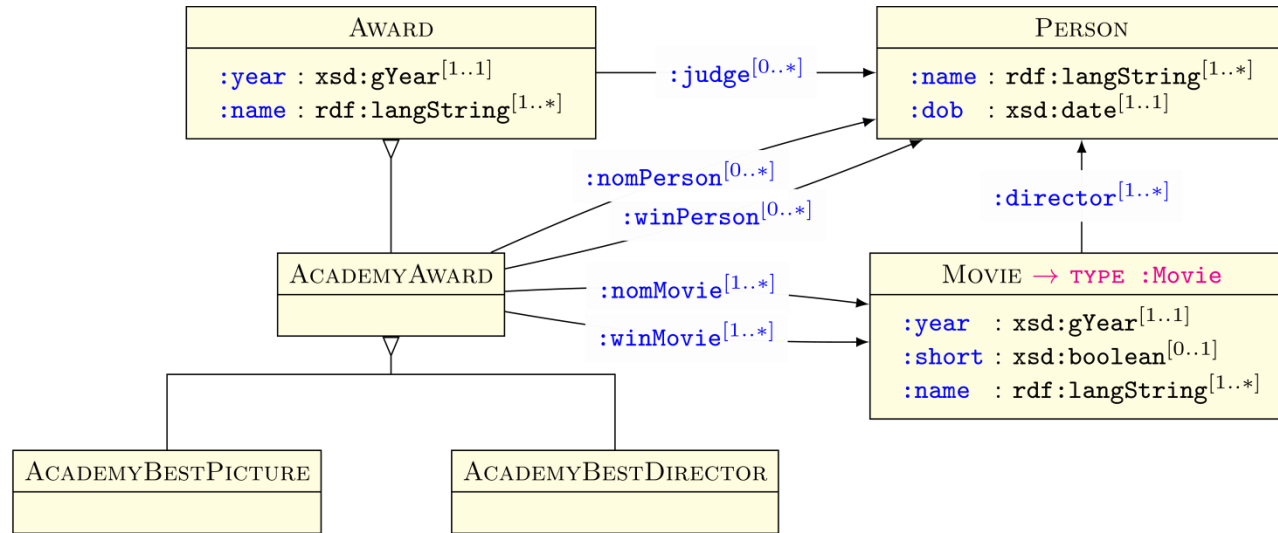 AWARD
:year : xsd:gYear[1..1]
:name : rdf:langString[1..*]
:judge[0..*]
PERSON
:name : rdf:langString[1..*]
:dob : xsd:date[1..1]
:nomPerson[0..*]
:winPerson[0..*]
:director[1..*]
ACADEMYAWARD
:nomMovie[1..*]
:winMovie[1..*]
MOVIE → TYPE :Movie
:year : xsd:gYear[1..1]
:short : xsd:boolean[0..1]
:name : rdf:langString[1..*]
ACADEMYBESTPICTURE
ACADEMYBESTDIRECTOR